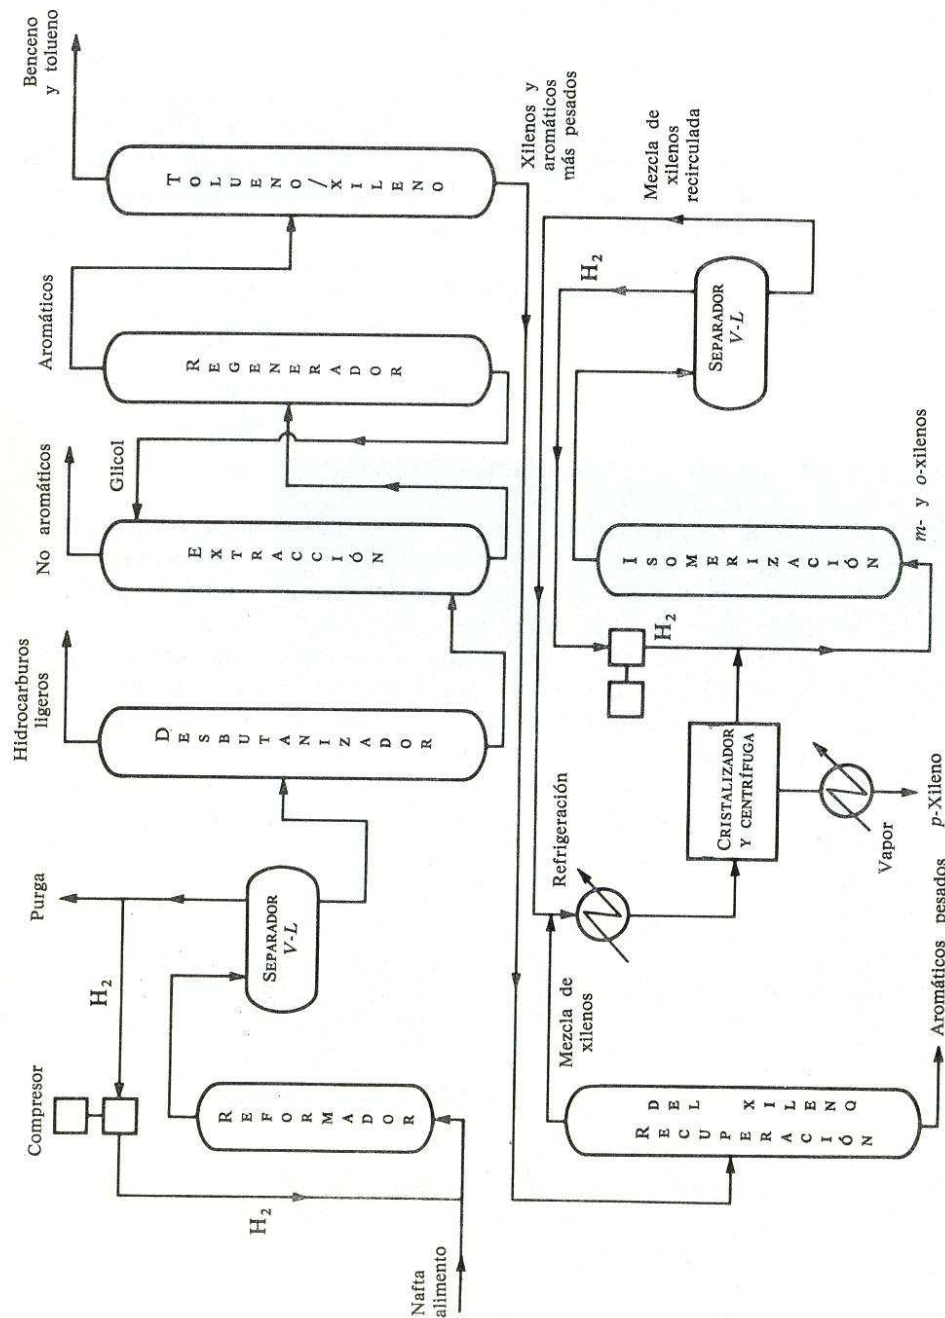 Nafta
alimento
H₂
Compresor
H₂
Purga
REFORMADOR
SEPARADOR
V-L
Hidrocarburos
ligeros
DESBUTANIZADOR
No aromáticos
EXTRACCIÓN
Glicol
Aromáticos
REGENERADOR
Benceno
y tolueno
TOLUENO/XILENO
Xilenos y
aromáticos
más pesados
RECUPERACIÓN
DEL XILENO
Aromáticos pesados
Mezcla de
xilenos
Refrigeración
CRISTALIZADOR
Y CENTRÍFUGA
Vapor
p-Xileno
H₂
ISOMERIZACIÓN
m- y o-xilenos
H₂
SEPARADOR
V-L
Mezcla de
xilenos
recirculada